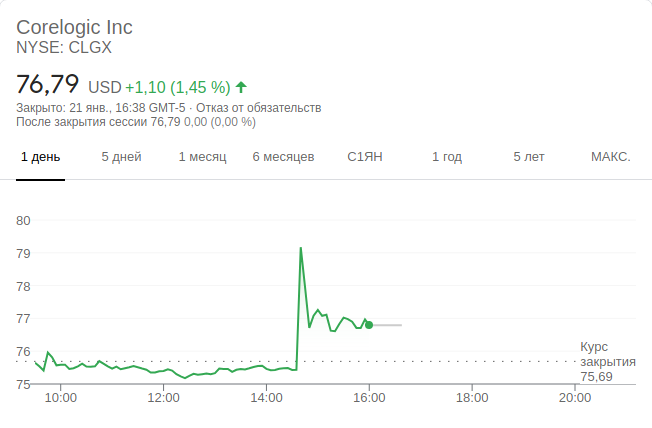 Corelogic Inc
NYSE: CLGX
76,79 USD +1,10 (1,45 %)
Закрыто: 21 янв., 16:38 GMT-5 · Отказ от обязательств
После закрытия сессии 76,79 0,00 (0,00 %)
1 день 5 дней 1 месяц 6 месяцев С1ЯН 1 год 5 лет МАКС.
80
79
78
77
76
Курс
закрытия
75,69
75
10:00 12:00 14:00 16:00 18:00 20:00